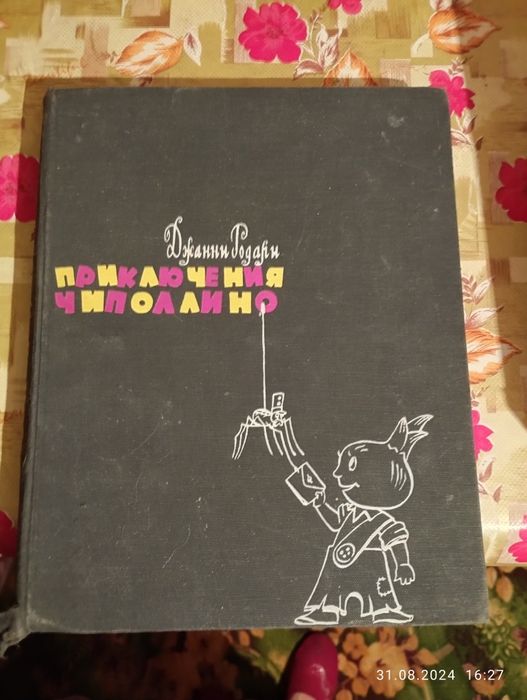 Джанни Родари
ПРИКЛЮЧЕНИЯ
ЧИПОЛЛИНО
31.08.2024 16:27